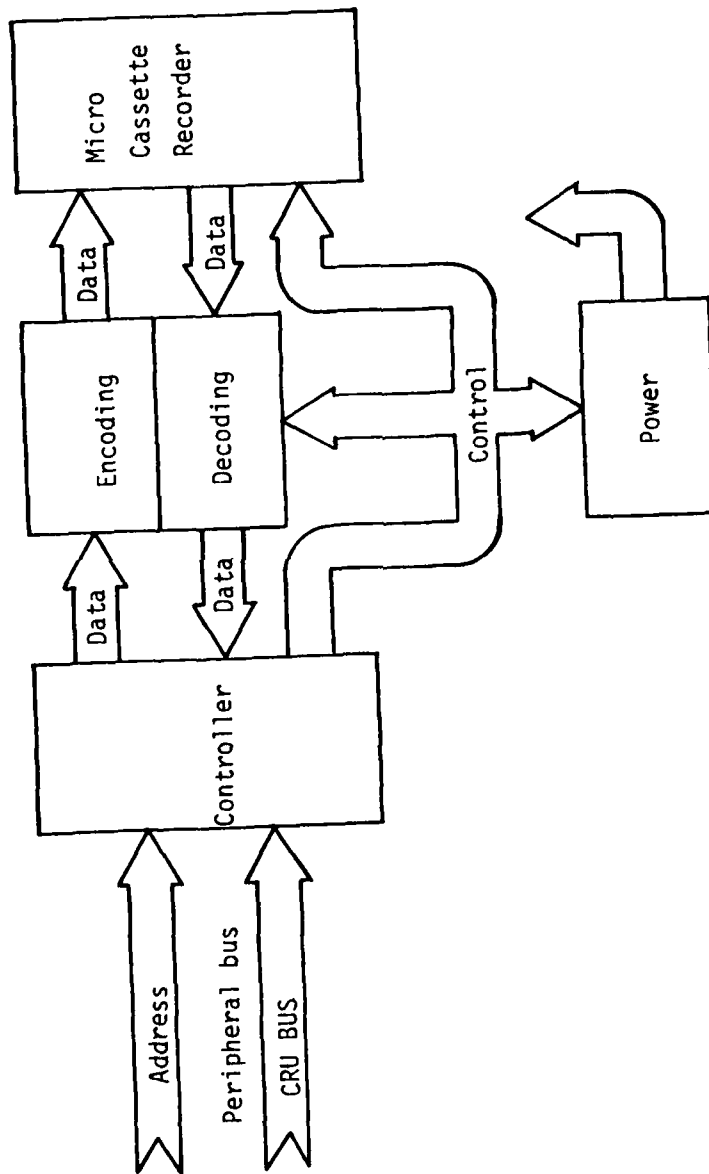 Address
Peripheral bus
CRU BUS
Controller
Data
Data
Encoding
Decoding
Data
Data
Micro
Cassette
Recorder
Control
Power